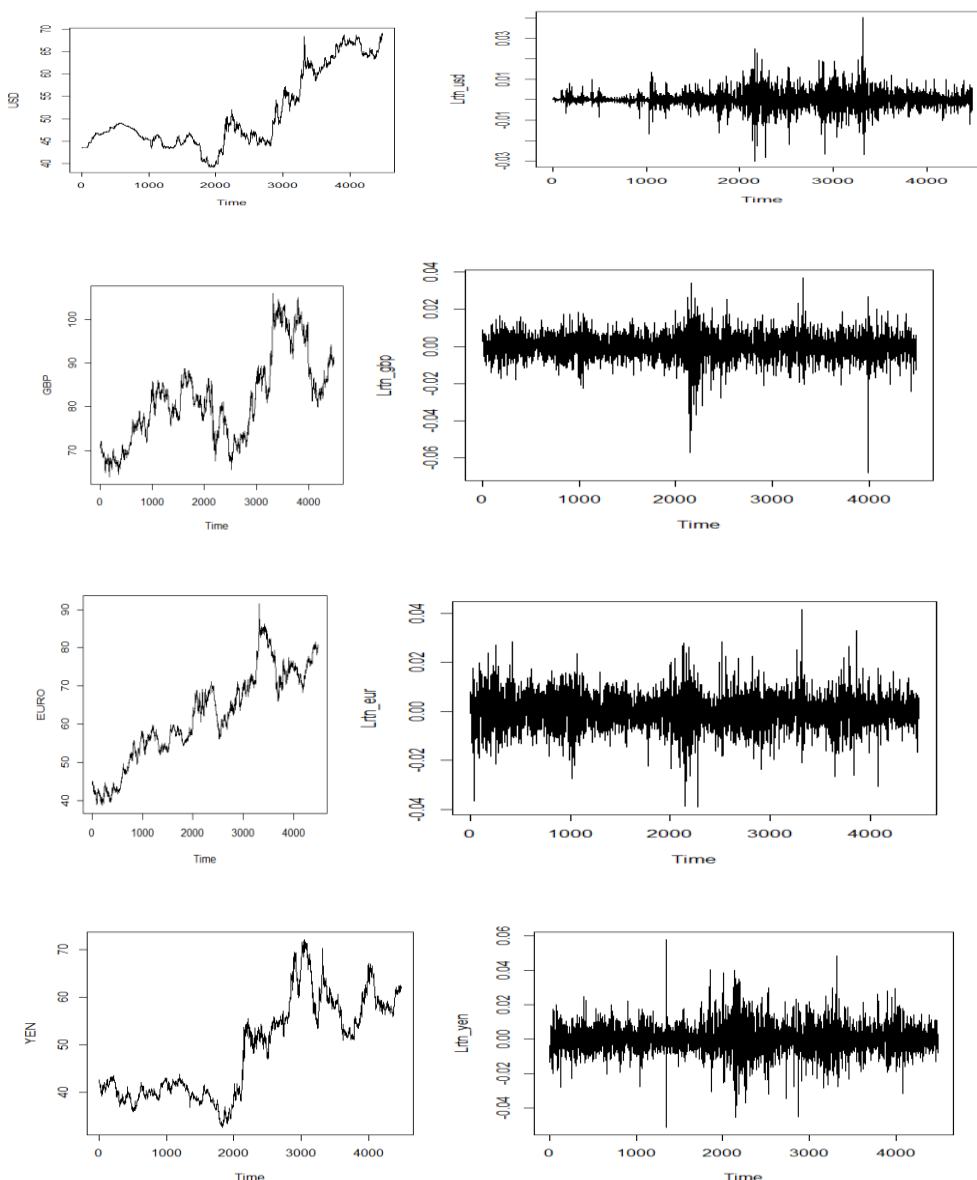 USD
40 45 50 55 60 65 70
0 1000 2000 3000 4000
Time
Lrtn_usd
-0.03 -0.01 0.01 0.03
0 1000 2000 3000 4000
Time
GBP
70 80 90 100
0 1000 2000 3000 4000
Time
Lrtn_gbp
-0.06 -0.04 -0.02 0.00 0.02 0.04
0 1000 2000 3000 4000
Time
EURO
40 50 60 70 80 90
0 1000 2000 3000 4000
Time
Lrtn_eur
-0.04 -0.02 0.00 0.02 0.04
0 1000 2000 3000 4000
Time
YEN
40 50 60 70
0 1000 2000 3000 4000
Time
Lrtn_yen
-0.04 -0.02 0.00 0.02 0.04 0.06
0 1000 2000 3000 4000
Time